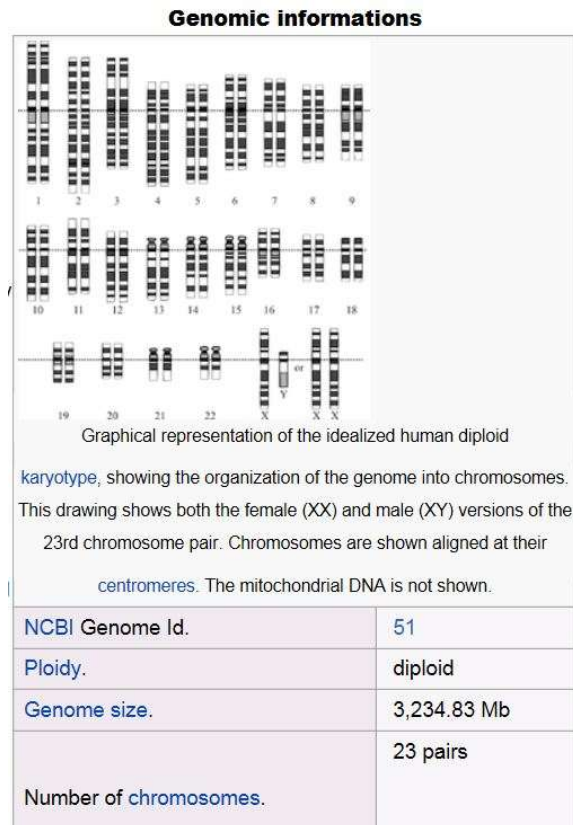 Genomic informations
1 2 3 4 5 6 7 8 9
10 11 12 13 14 15 16 17 18
or
Y
19 20 21 22 X X X
Graphical representation of the idealized human diploid
karyotype, showing the organization of the genome into chromosomes.
This drawing shows both the female (XX) and male (XY) versions of the
23rd chromosome pair. Chromosomes are shown aligned at their
centromeres. The mitochondrial DNA is not shown.
NCBI Genome Id. 51
Ploidy. diploid
Genome size. 3,234.83 Mb
23 pairs
Number of chromosomes.